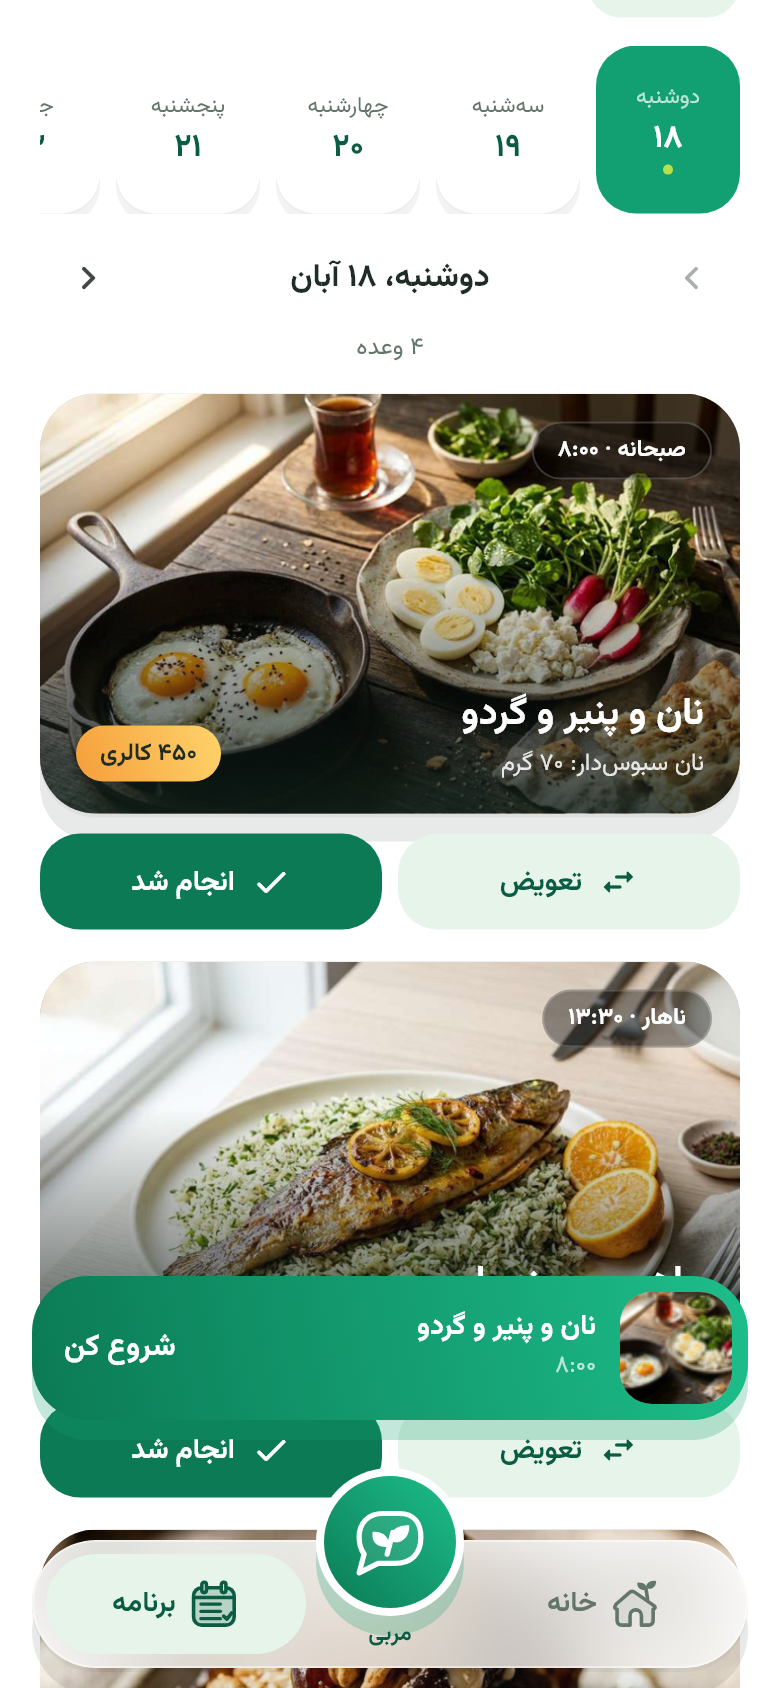 دوشنبه
۱۸
سه‌شنبه
۱۹
چهارشنبه
۲۰
پنجشنبه
۲۱
دوشنبه، ۱۸ آبان
۴ وعده
صبحانه · ۸:۰۰
نان و پنیر و گردو
نان سبوس‌دار: ۷۰ گرم
۴۵۰ کالری
تعویض
انجام شد
ناهار · ۱۳:۳۰
نان و پنیر و گردو
۸:۰۰
شروع کن
تعویض
انجام شد
خانه
مربی
برنامه